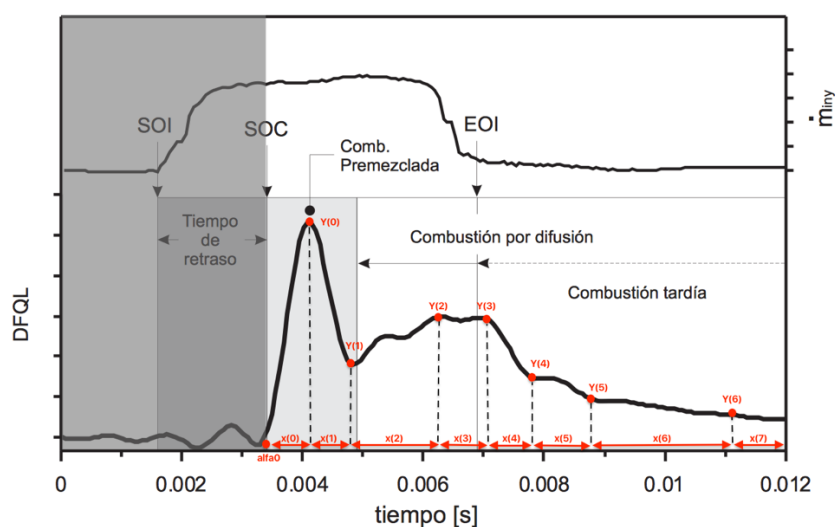 SOI
SOC
EOI
ṁiny
Comb.
Premezclada
Tiempo
de
retraso
Y(0)
Combustión por difusión
Combustión tardía
DFQL
Y(1)
Y(2)
Y(3)
Y(4)
Y(5)
Y(6)
x(0)
x(1)
x(2)
x(3)
x(4)
x(5)
x(6)
x(7)
alfa0
0
0.002
0.004
0.006
0.008
0.01
0.012
tiempo [s]